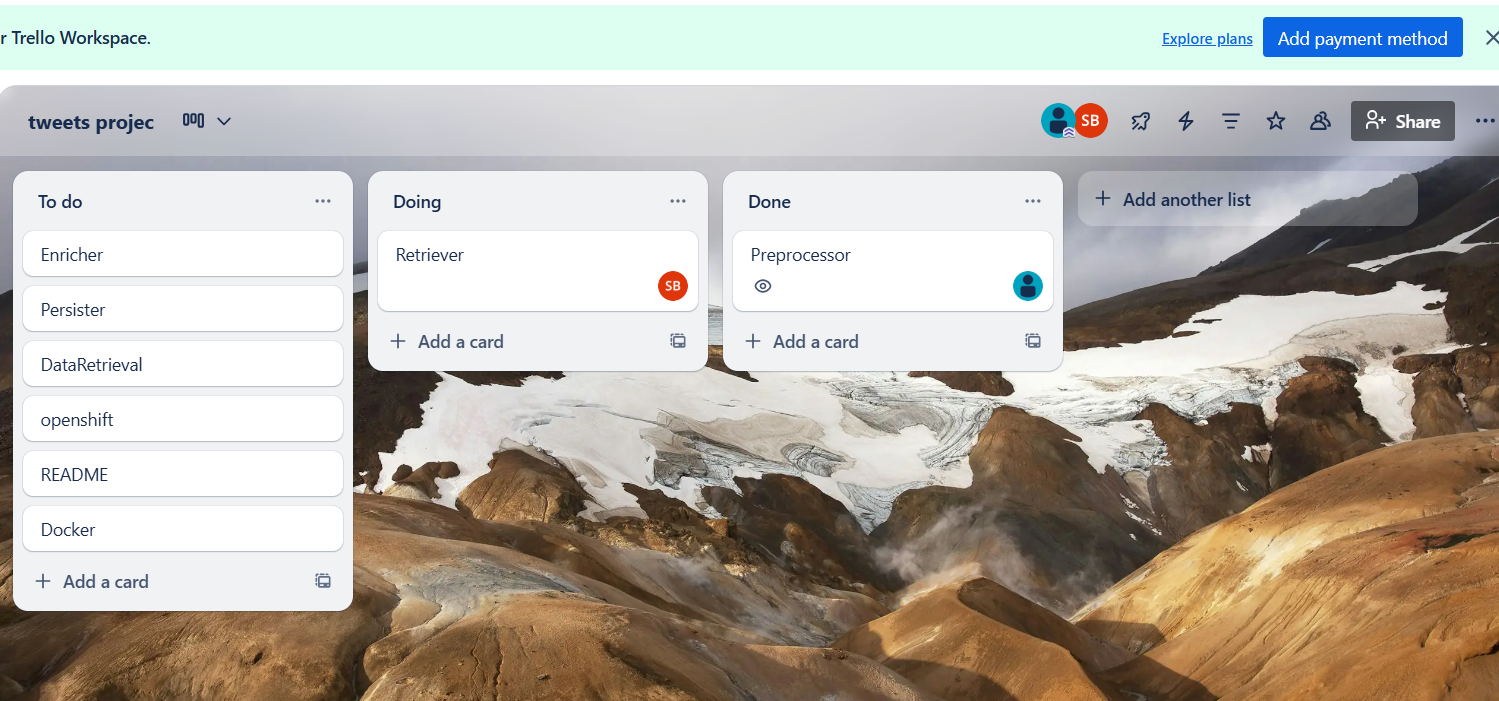 r Trello Workspace.
Explore plans
Add payment method
tweets projec
SB
Share
To do
Enricher
Persister
DataRetrieval
openshift
README
Docker
Add a card
Doing
Retriever
SB
Add a card
Done
Preprocessor
Add a card
Add another list